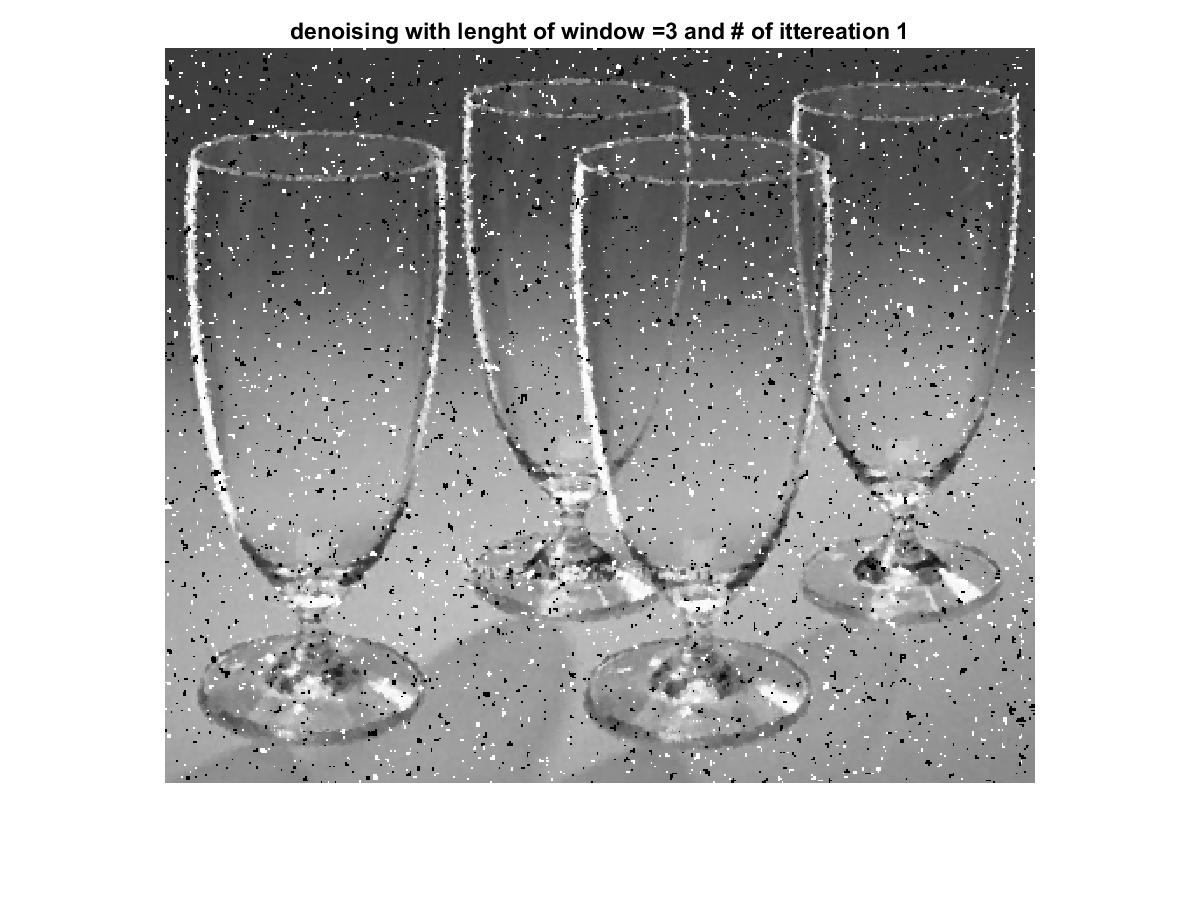 denoising with lenght of window =3 and # of ittereation 1